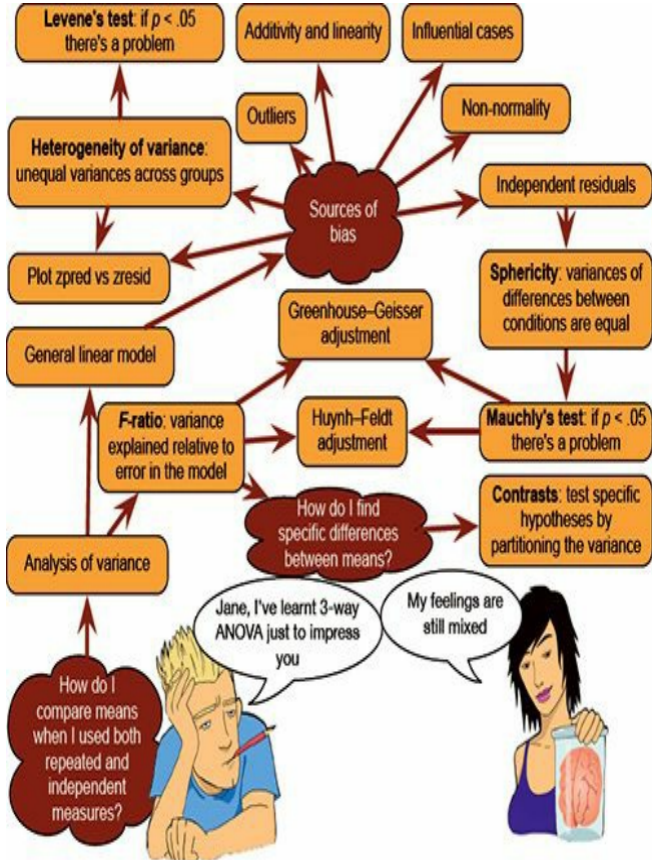 Levene's test: if p < .05
there's a problem
Additivity and linearity
Influential cases
Outliers
Non-normality
Heterogeneity of variance:
unequal variances across groups
Sources of
bias
Independent residuals
Plot zpred vs zresid
Sphericity: variances of
differences between
conditions are equal
Greenhouse–Geisser
adjustment
General linear model
F-ratio: variance
explained relative to
error in the model
Huynh–Feldt
adjustment
Mauchly's test: if p < .05
there's a problem
How do I find
specific differences
between means?
Contrasts: test specific
hypotheses by
partitioning the variance
Analysis of variance
Jane, I've learnt 3-way
ANOVA just to impress
you
My feelings are
still mixed
How do I
compare means
when I used both
repeated and
independent
measures?